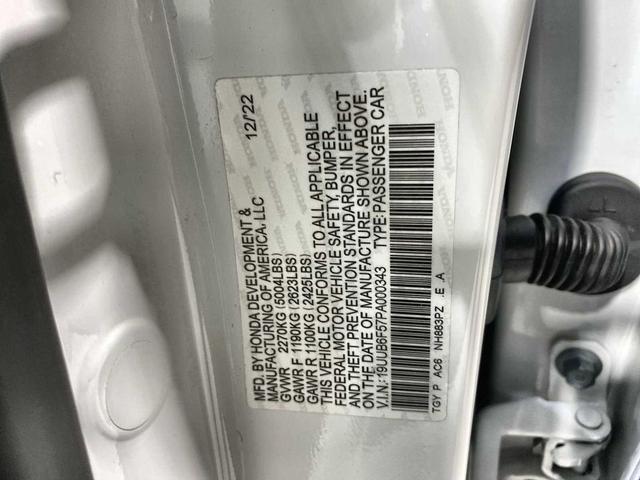 MFD. BY HONDA DEVELOPMENT & 12/22
MANUFACTURING OF AMERICA, LLC
GVWR 2270KG (5004LBS)
GAWR F 1190KG (2623LBS)
GAWR R 1100KG (2425LBS)
THIS VEHICLE CONFORMS TO ALL APPLICABLE
FEDERAL MOTOR VEHICLE SAFETY, BUMPER,
AND THEFT PREVENTION STANDARDS IN EFFECT
ON THE DATE OF MANUFACTURE SHOWN ABOVE.
V.I.N.: 19UUB6F57PA000343 TYPE: PASSENGER CAR
TGY P AC6 NH883PZ .E .A